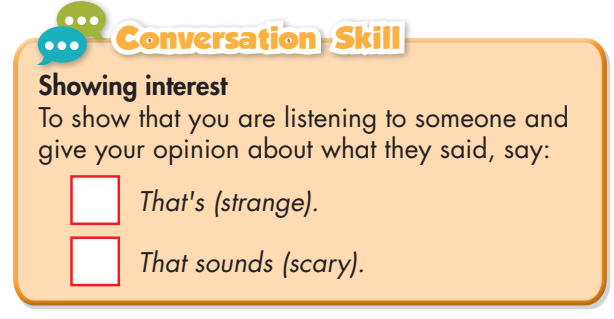 Conversation Skill
Showing interest
To show that you are listening to someone and
give your opinion about what they said, say:
That's (strange).
That sounds (scary).